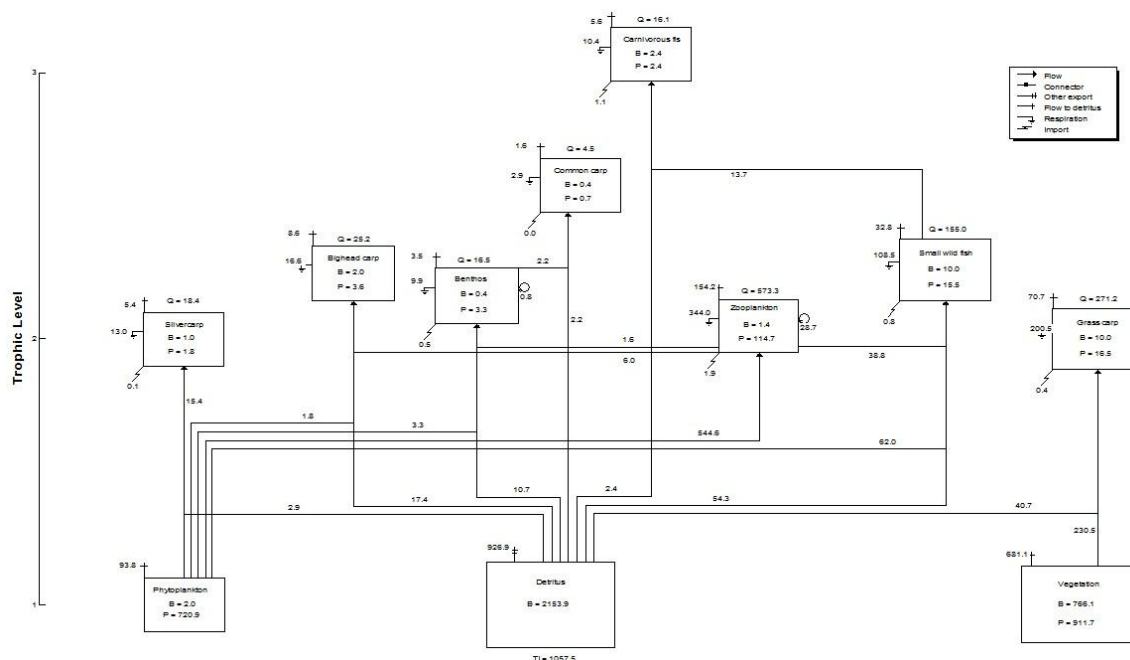 5.6
Q = 16.1
10.4
Carnivorous fis
B = 2.4
P = 2.4
1.1
3
Flow
Connector
Other export
Flow to detritus
Respiration
Import
1.6
Q = 4.5
2.9
Common carp
B = 0.4
P = 0.7
0.0
13.7
8.6
Q = 25.2
16.6
Bighead carp
B = 2.0
P = 3.6
3.5
Q = 16.5
9.9
Benthos
B = 0.4
P = 3.3
0.8
0.5
2.2
2.2
32.8
Q = 155.0
108.5
Small wild fish
B = 10.0
P = 15.5
0.8
154.2
Q = 573.3
344.0
Zooplankton
B = 1.4
P = 114.7
28.7
1.9
5.4
Q = 18.4
13.0
Silvercarp
B = 1.0
P = 1.8
0.1
70.7
Q = 271.2
200.5
Grass carp
B = 10.0
P = 16.5
0.4
Trophic Level
2
1.6
6.0
38.8
15.4
1.8
3.3
544.6
62.0
2.9
17.4
10.7
2.4
54.3
40.7
230.5
93.8
Phytoplankton
B = 2.0
P = 720.9
926.9
Detritus
B = 2153.9
681.1
Vegetation
B = 766.1
P = 911.7
1
TI = 1057.5